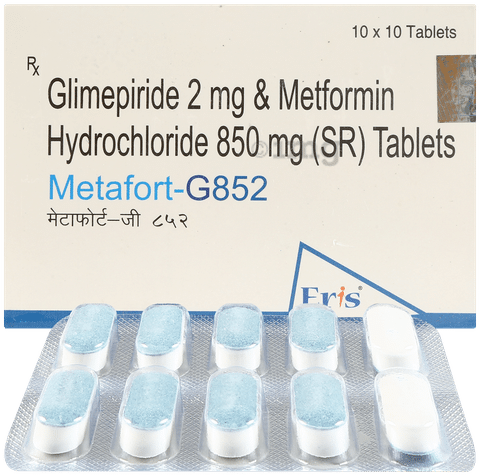 10 x 10 Tablets
Rx
Glimepiride 2 mg & Metformin
Hydrochloride 850 mg (SR) Tablets
Metafort-G852
मेटाफोर्ट-जी ८५२
Eris